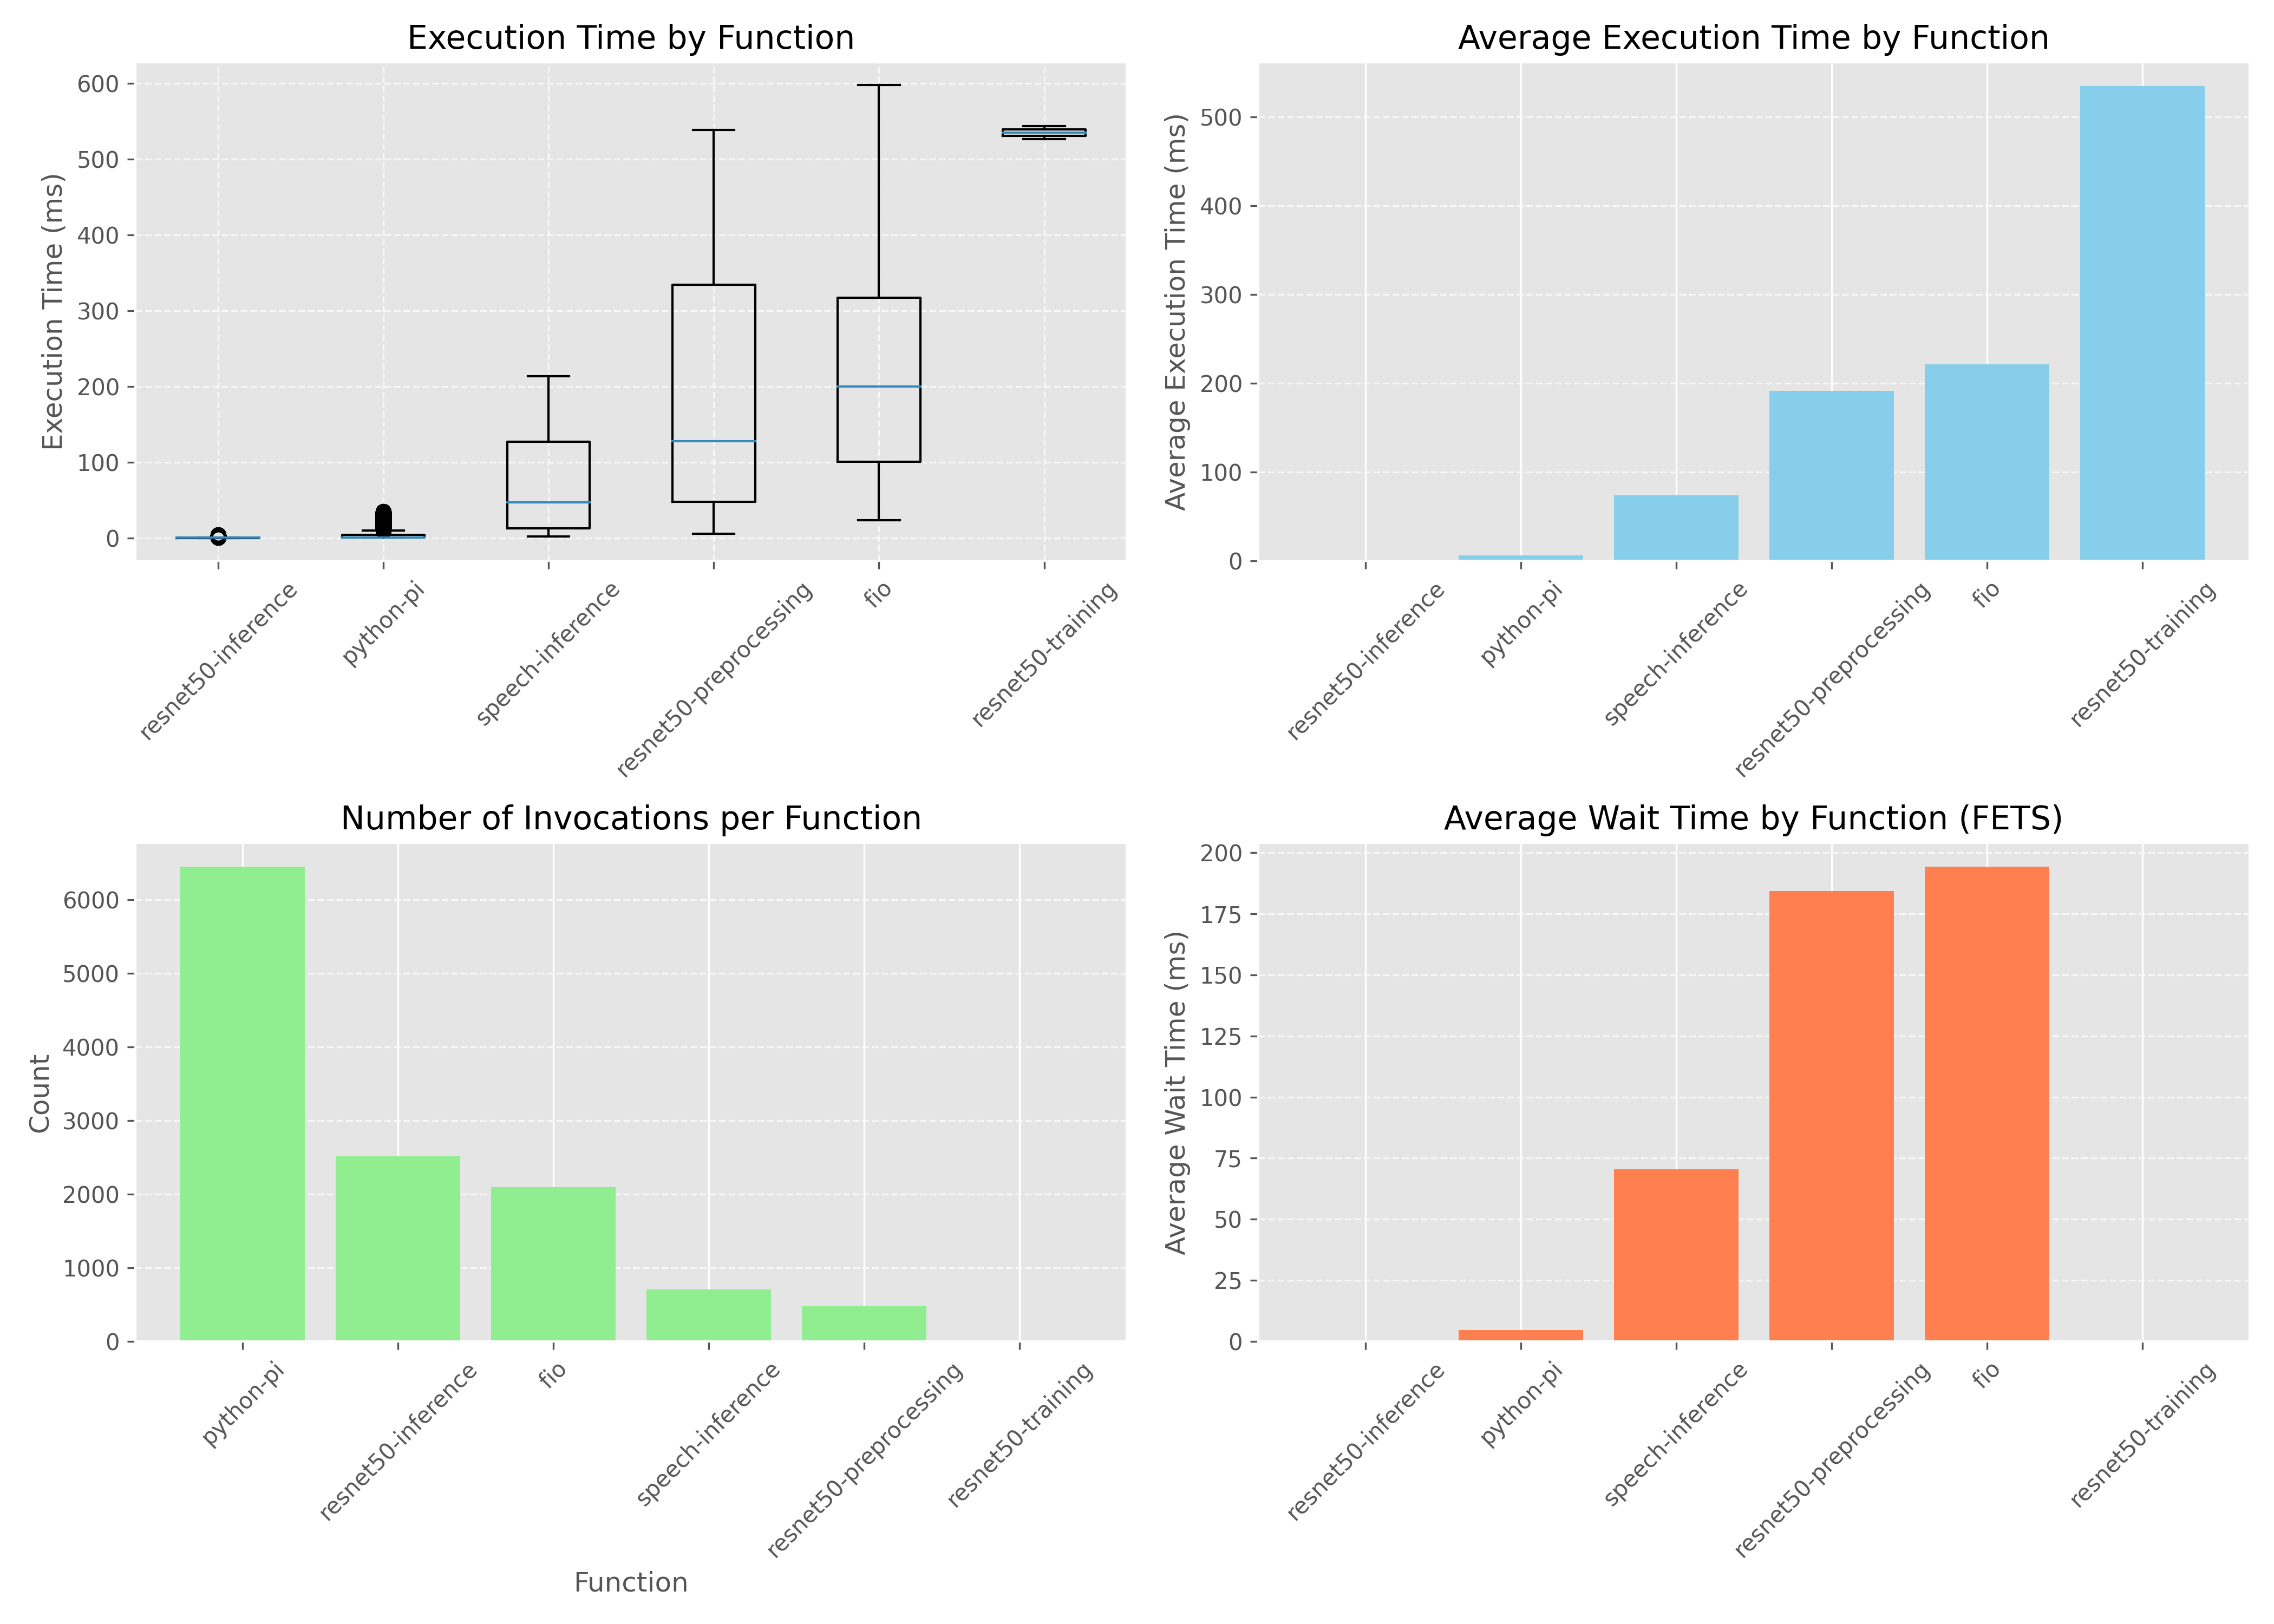 Execution Time by Function
Execution Time (ms)
600
500
400
300
200
100
0
resnet50-inference
python-pi
speech-inference
resnet50-preprocessing
fio
resnet50-training
Average Execution Time by Function
Average Execution Time (ms)
500
400
300
200
100
0
resnet50-inference
python-pi
speech-inference
resnet50-preprocessing
fio
resnet50-training
Number of Invocations per Function
Count
6000
5000
4000
3000
2000
1000
0
python-pi
resnet50-inference
fio
speech-inference
resnet50-preprocessing
resnet50-training
Function
Average Wait Time by Function (FETS)
Average Wait Time (ms)
200
175
150
125
100
75
50
25
0
resnet50-inference
python-pi
speech-inference
resnet50-preprocessing
fio
resnet50-training